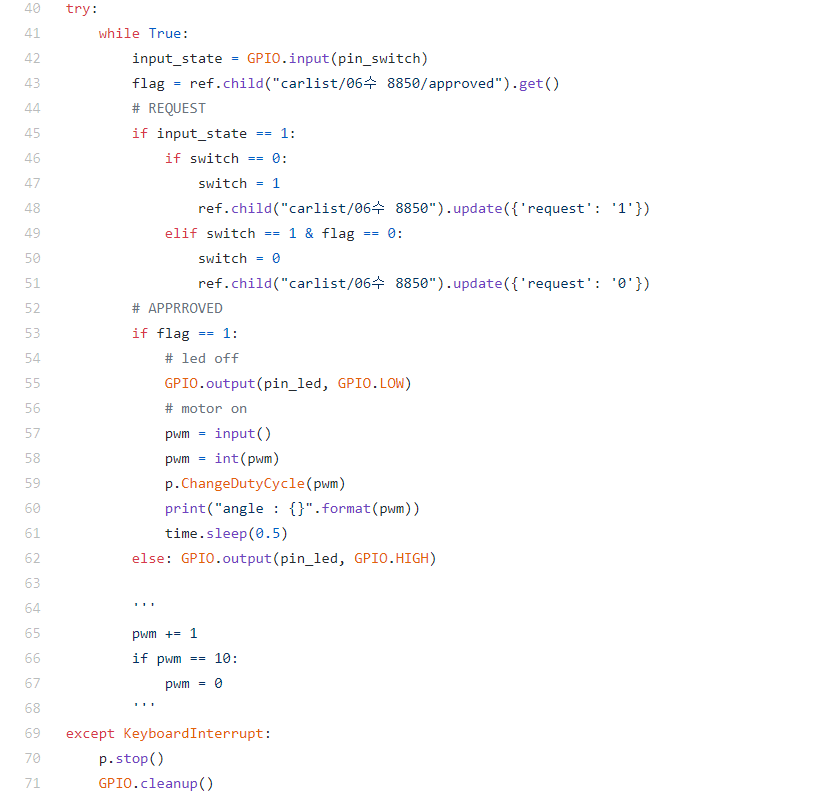 40 try:
41 while True:
42 input_state = GPIO.input(pin_switch)
43 flag = ref.child("carlist/06수 8850/approved").get()
44 # REQUEST
45 if input_state == 1:
46 if switch == 0:
47 switch = 1
48 ref.child("carlist/06수 8850").update({'request': '1'})
49 elif switch == 1 & flag == 0:
50 switch = 0
51 ref.child("carlist/06수 8850").update({'request': '0'})
52 # APPRROVED
53 if flag == 1:
54 # led off
55 GPIO.output(pin_led, GPIO.LOW)
56 # motor on
57 pwm = input()
58 pwm = int(pwm)
59 p.ChangeDutyCycle(pwm)
60 print("angle : {}".format(pwm))
61 time.sleep(0.5)
62 else: GPIO.output(pin_led, GPIO.HIGH)
63
64 '''
65 pwm += 1
66 if pwm == 10:
67 pwm = 0
68 '''
69 except KeyboardInterrupt:
70 p.stop()
71 GPIO.cleanup()